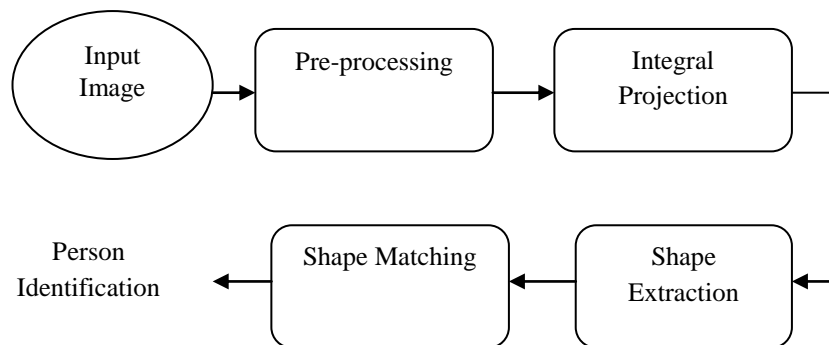 Input
Image
Pre-processing
Integral
Projection
Shape
Extraction
Shape Matching
Person
Identification